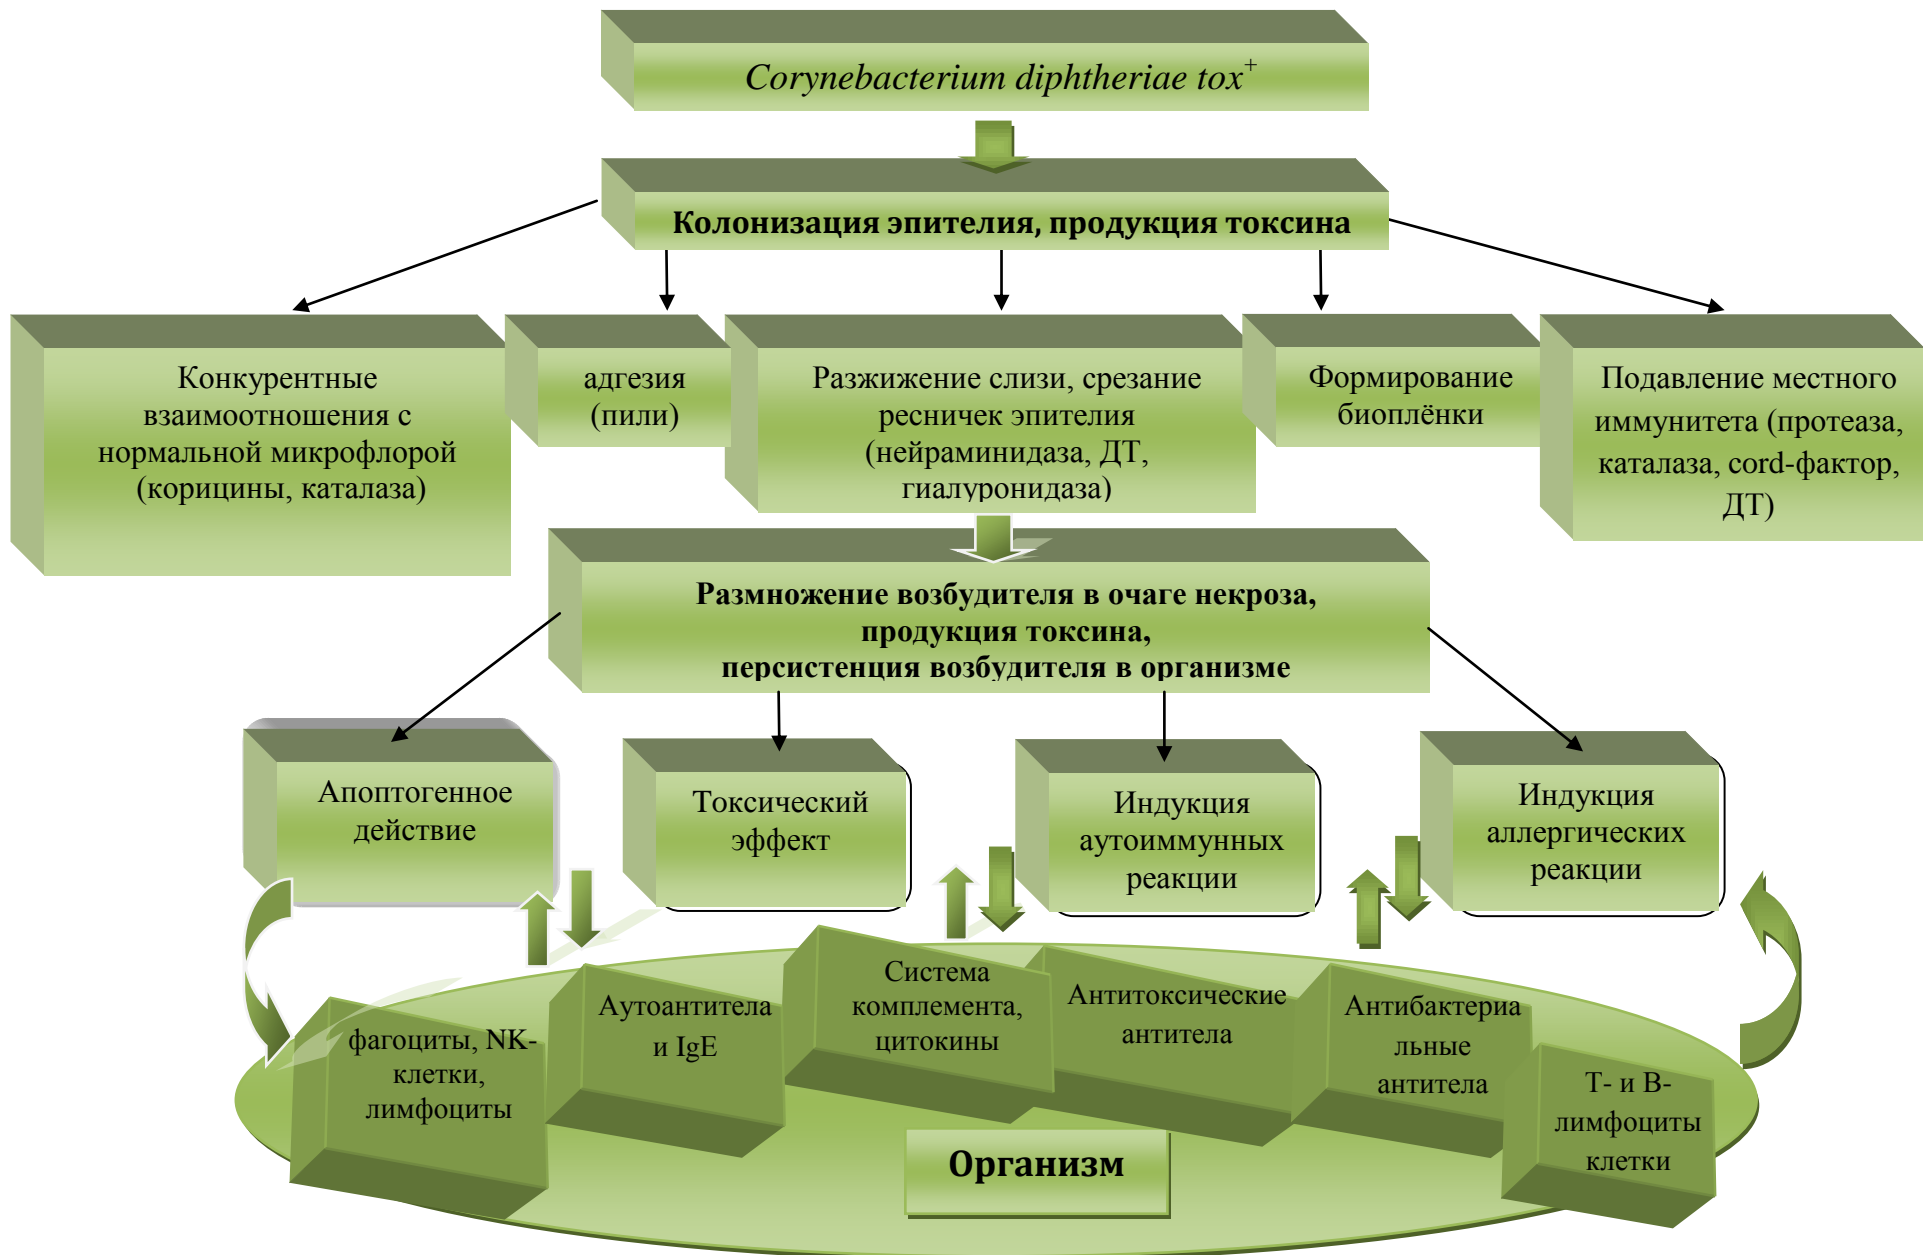 Corynebacterium diphtheriae tox⁺
Колонизация эпителия, продукция токсина
Конкурентные
взаимоотношения с
нормальной микрофлорой
(корицины, каталаза)
адгезия
(пили)
Разжижение слизи, срезание
ресничек эпителия
(нейраминидаза, ДТ,
гиалуронидаза)
Формирование
биоплёнки
Подавление местного
иммунитета (протеаза,
каталаза, cord-фактор,
ДТ)
Размножение возбудителя в очаге некроза,
продукция токсина,
персистенция возбудителя в организме
Апоптогенное
действие
Токсический
эффект
Индукция
аутоиммунных
реакции
Индукция
аллергических
реакции
фагоциты, NK-
клетки,
лимфоциты
Аутоантитела
и IgE
Система
комплемента,
цитокины
Антитоксические
антитела
Антибактериа
льные
антитела
Т- и В-
лимфоциты
клетки
Организм